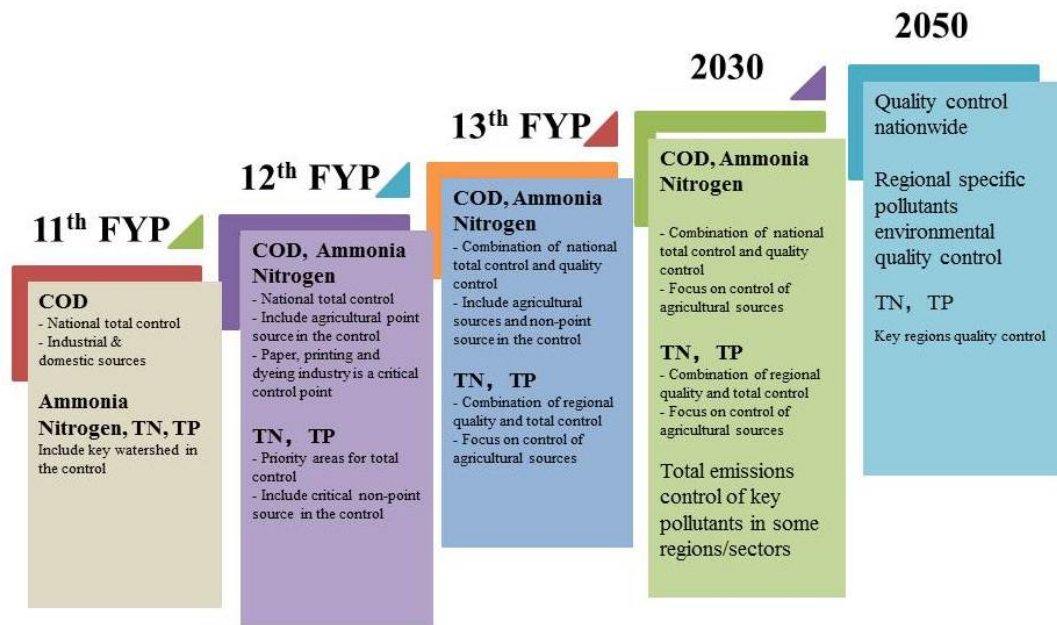 11th FYP
COD
- National total control
- Industrial &
domestic sources
Ammonia
Nitrogen, TN, TP
Include key watershed in
the control
12th FYP
COD, Ammonia
Nitrogen
- National total control
- Include agricultural point
source in the control
- Paper, printing and
dyeing industry is a critical
control point
TN, TP
- Priority areas for total
control
- Include critical non-point
source in the control
13th FYP
COD, Ammonia
Nitrogen
- Combination of national
total control and quality
control
- Include agricultural
sources and non-point
source in the control
TN, TP
- Combination of regional
quality and total control
- Focus on control of
agricultural sources
2030
COD, Ammonia
Nitrogen
- Combination of national
total control and quality
control
- Focus on control of
agricultural sources
TN, TP
- Combination of regional
quality and total control
- Focus on control of
agricultural sources
Total emissions
control of key
pollutants in some
regions/sectors
2050
Quality control
nationwide
Regional specific
pollutants
environmental
quality control
TN, TP
Key regions quality control